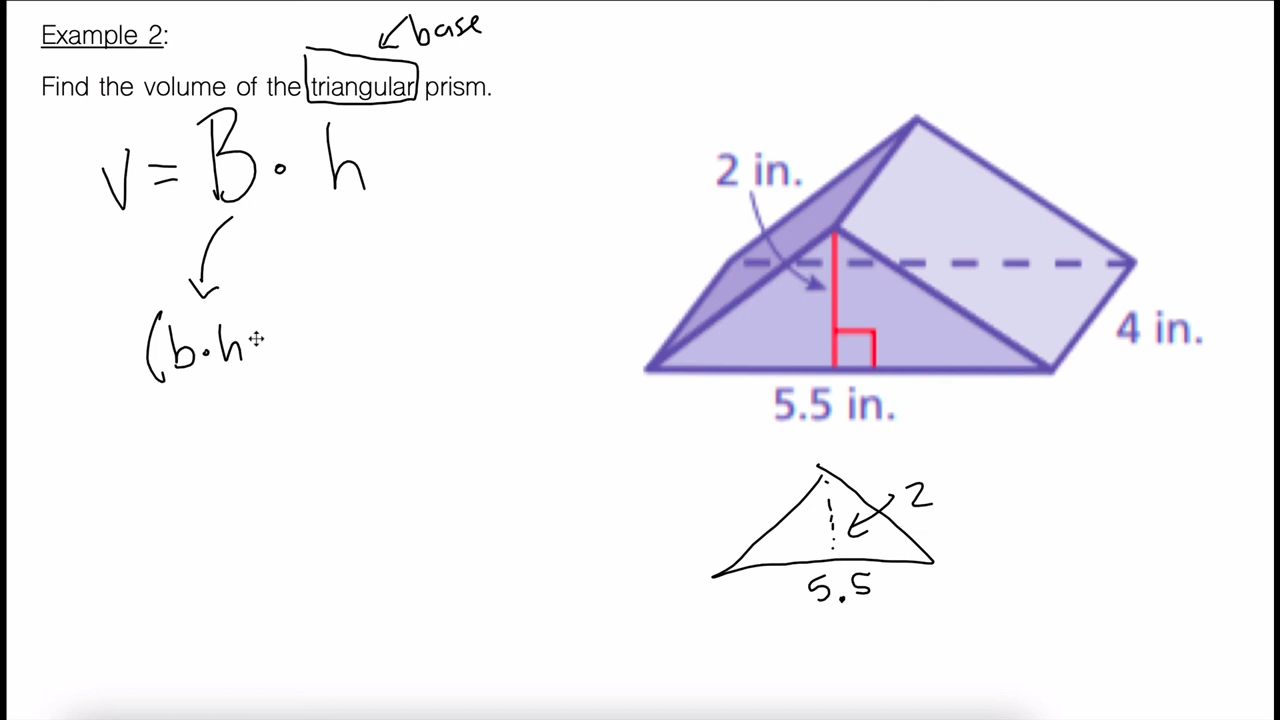 Example 2:
base
Find the volume of the triangular prism.
V = B · h
(b·h
2 in.
4 in.
5.5 in.
2
5.5